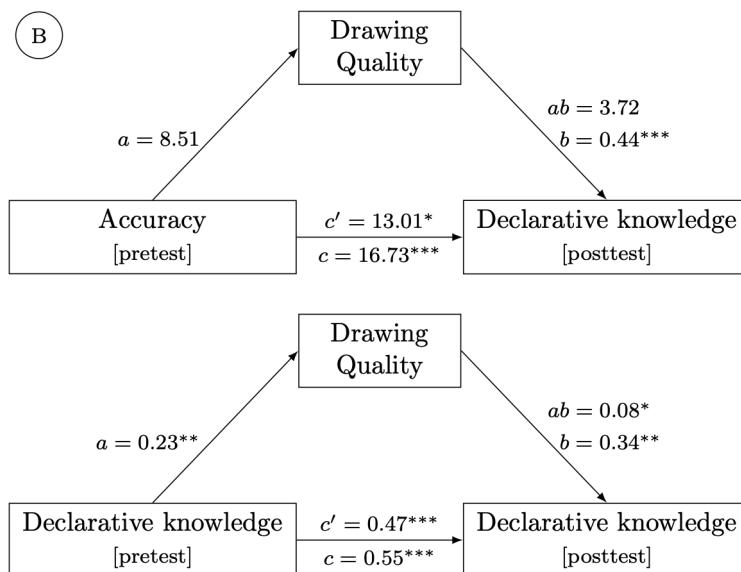 B
Drawing
Quality
a = 8.51
ab = 3.72
b = 0.44***
Accuracy
[pretest]
c′ = 13.01*
c = 16.73***
Declarative knowledge
[posttest]
Drawing
Quality
a = 0.23**
ab = 0.08*
b = 0.34**
Declarative knowledge
[pretest]
c′ = 0.47***
c = 0.55***
Declarative knowledge
[posttest]